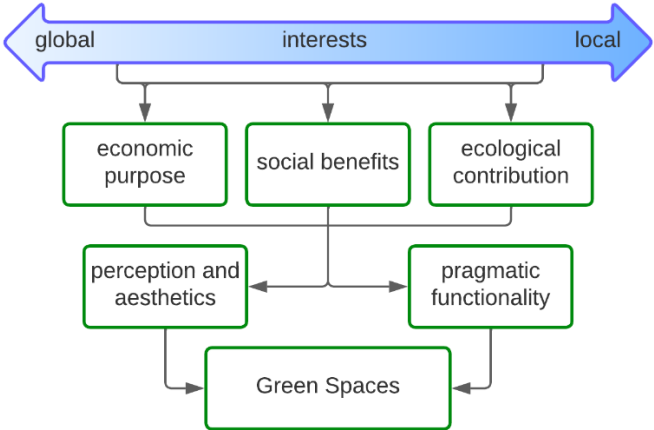 global interests local
economic
purpose
social benefits
ecological
contribution
perception and
aesthetics
pragmatic
functionality
Green Spaces